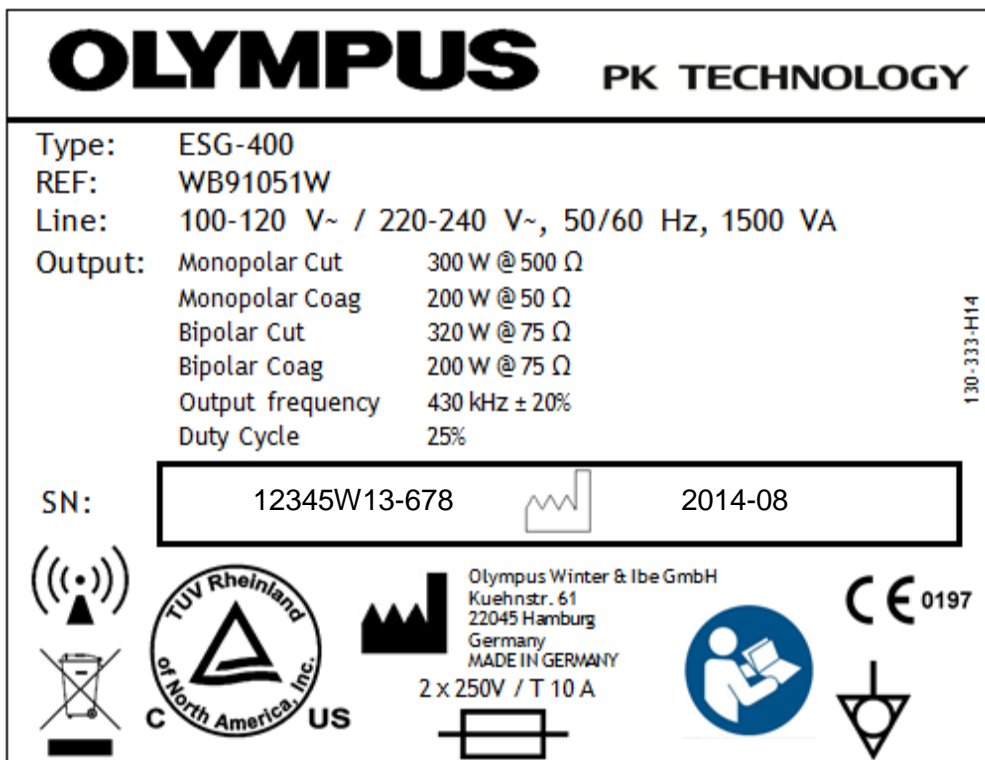 OLYMPUS PK TECHNOLOGY
Type: ESG-400
REF: WB91051W
Line: 100-120 V~ / 220-240 V~, 50/60 Hz, 1500 VA
Output: Monopolar Cut 300 W @ 500 Ω
Monopolar Coag 200 W @ 50 Ω
Bipolar Cut 320 W @ 75 Ω
Bipolar Coag 200 W @ 75 Ω
Output frequency 430 kHz ± 20%
Duty Cycle 25%
130-333-H14
SN: 12345W13-678 2014-08
TUV Rheinland
of North America, Inc.
C US
Olympus Winter & Ibe GmbH
Kuehnstr. 61
22045 Hamburg
Germany
MADE IN GERMANY
2 x 250V / T 10 A
CE 0197